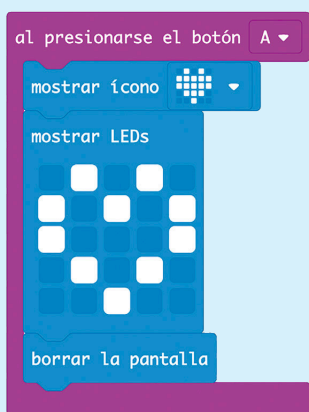 al presionarse el botón A
mostrar ícono
mostrar LEDs
borrar la pantalla